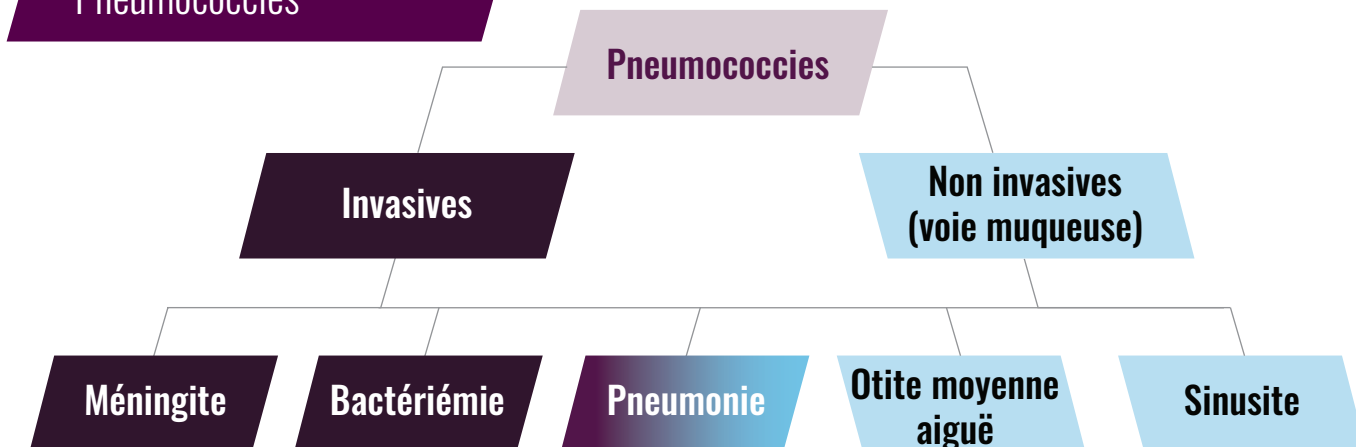 Pneumococcies
Pneumococcies
Invasives
Non invasives
(voie muqueuse)
Méningite
Bactériémie
Pneumonie
Otite moyenne
aiguë
Sinusite